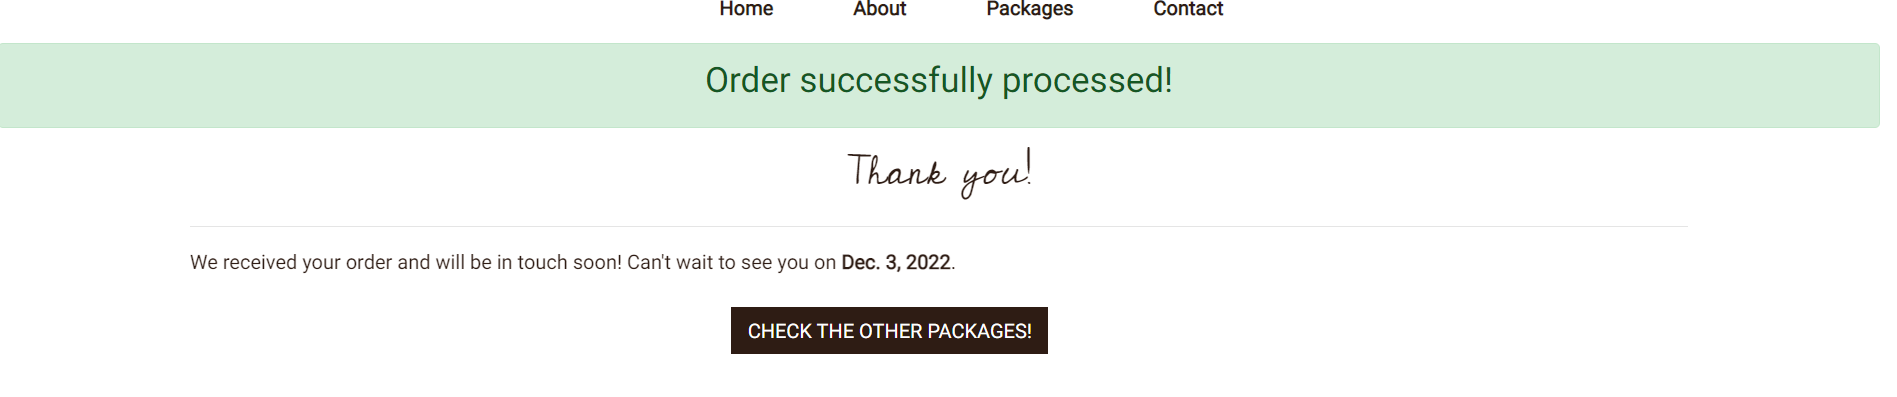 Home About Packages Contact
Order successfully processed!
Thank you!
We received your order and will be in touch soon! Can't wait to see you on Dec. 3, 2022.
CHECK THE OTHER PACKAGES!